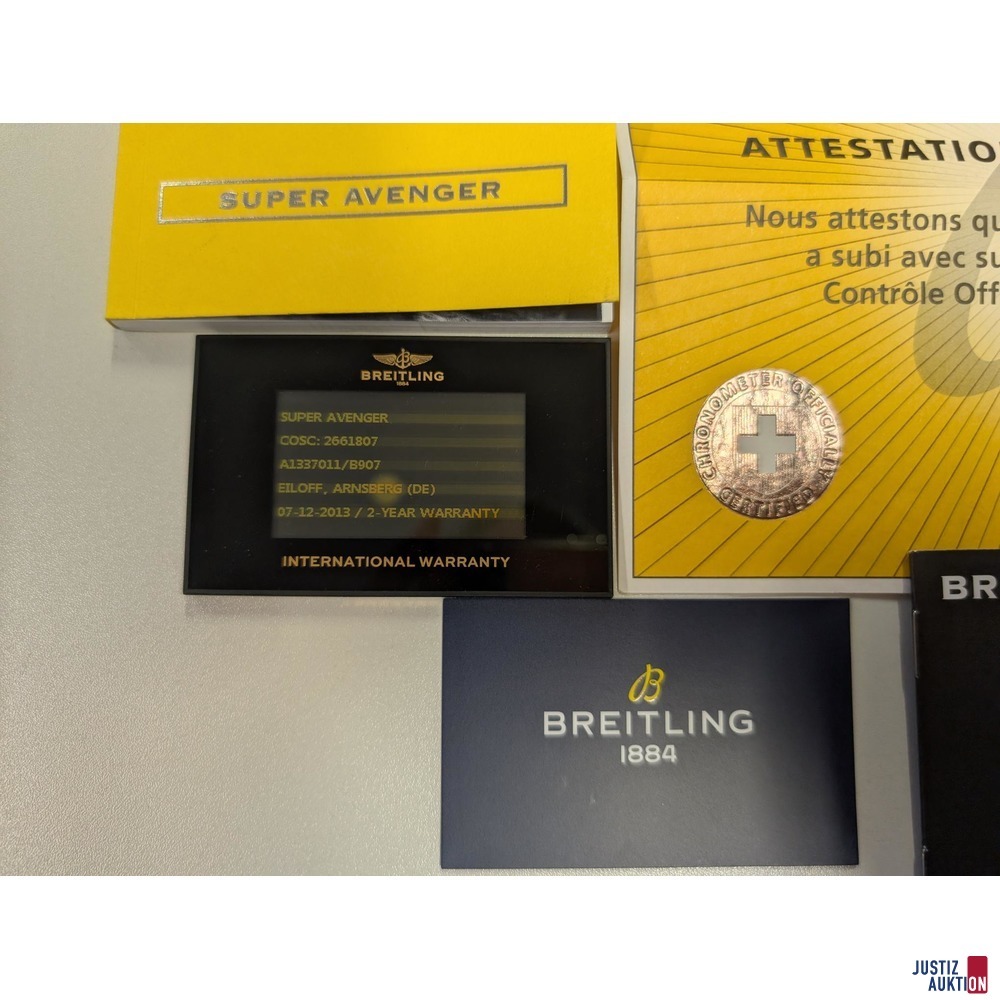 SUPER AVENGER
ATTESTATIO
Nous attestons qu
a subi avec su
Contrôle Off
CHRONOMETER OFFICIALLY CERTIFIED
BREITLING
1884
SUPER AVENGER
COSC: 2661807
A1337011/B907
EILOFF, ARNSBERG (DE)
07-12-2013 / 2-YEAR WARRANTY
INTERNATIONAL WARRANTY
B
BREITLING
1884
BR
JUSTIZ
AUKTION